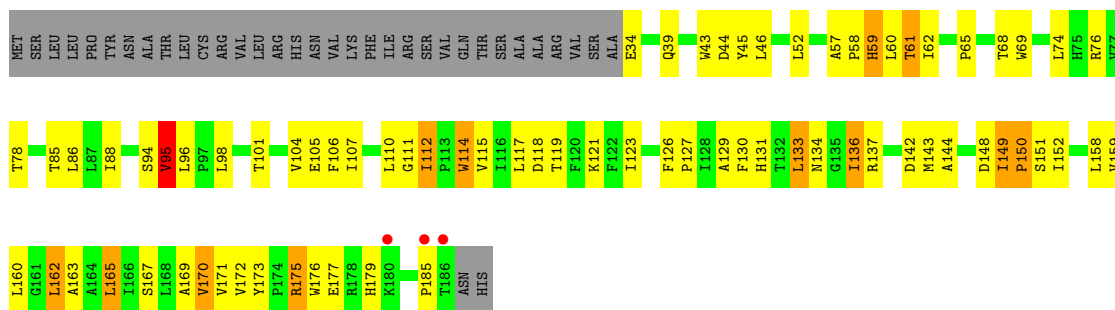 MET SER LEU LEU LEU PRO TYR ASN ALA THR LEU CYS ARG VAL LEU ARG HIS ASN VAL LYS PHE ILE ARG SER VAL GLN THR SER ALA ALA ARG VAL SER ALA E34 Q39 W43 D44 Y45 L46 L52 A57 P58 H59 L60 T61 I62 P65 T68 W69 L74 H75 R76 V77
T78 T85 L86 L87 I88 S94 V95 L96 P97 L98 T101 V104 E105 F106 I107 L110 G111 I112 P113 W114 V115 I116 L117 D118 T119 F120 K121 F122 I123 F126 P127 I128 A129 F130 H131 T132 L133 N134 G135 I136 R137 D142 M143 A144 D148 I149 P150 S151 I152 L158 V159
L160 G161 L162 A163 A164 L165 I166 S167 L168 A169 V170 V171 V172 Y173 P174 R175 W176 E177 R178 H179 K180 P185 T186 ASN HIS